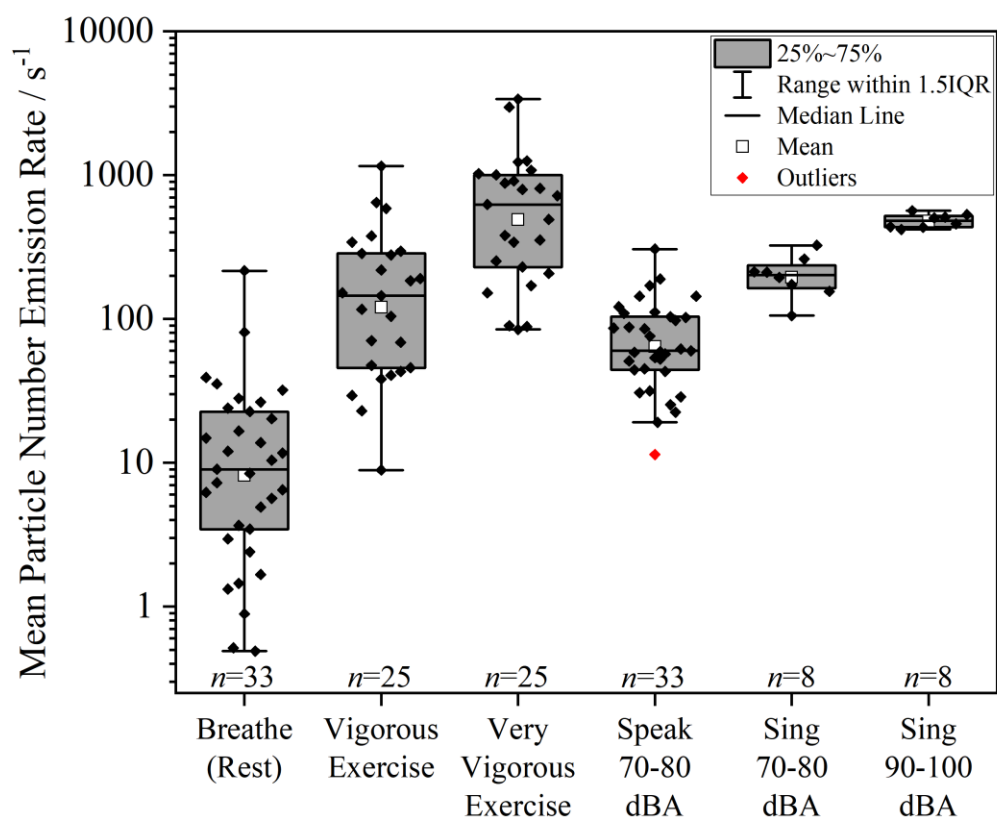 Mean Particle Number Emission Rate / s⁻¹
10000
1000
100
10
1
25%~75%
Range within 1.5IQR
Median Line
Mean
Outliers
n=33
n=25
n=25
n=33
n=8
n=8
Breathe
(Rest)
Vigorous
Exercise
Very
Vigorous
Exercise
Speak
70-80
dBA
Sing
70-80
dBA
Sing
90-100
dBA